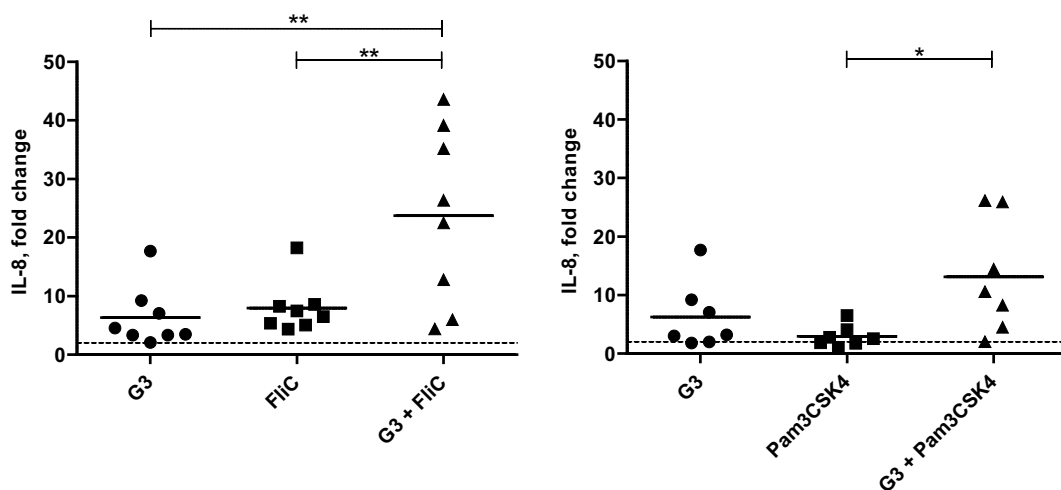 **
**
50
40
30
20
10
0
IL-8, fold change
G3
FliC
G3 + FliC
*
50
40
30
20
10
0
IL-8, fold change
G3
Pam3CSK4
G3 + Pam3CSK4